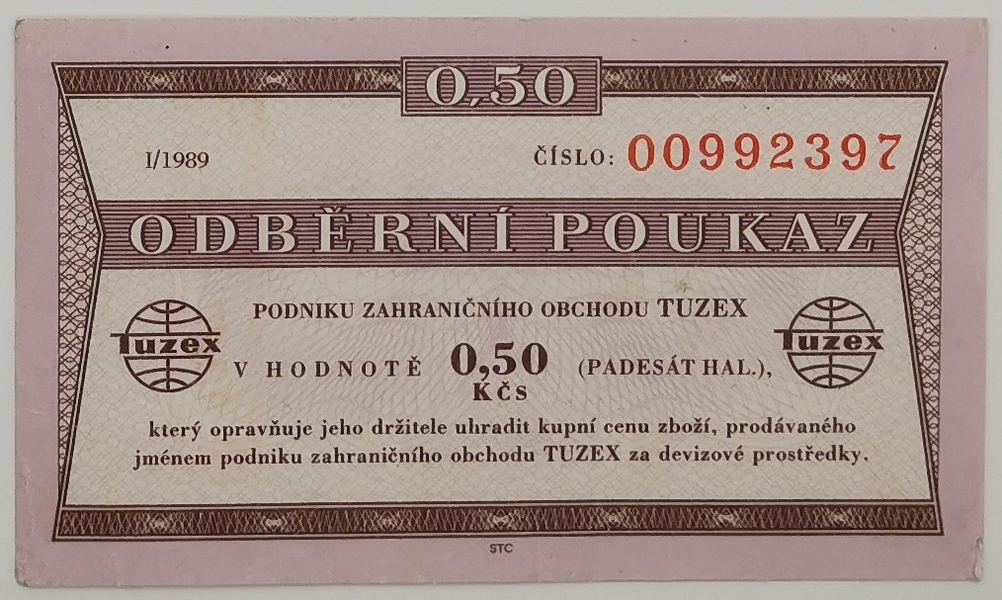 0,50
I/1989 ČÍSLO: 00992397
ODBĚRNÍ POUKAZ
PODNIKU ZAHRANIČNÍHO OBCHODU TUZEX
Tuzex
V HODNOTĚ 0,50 (PADESÁT HAL.),
Kčs
Tuzex
který opravňuje jeho držitele uhradit kupní cenu zboží, prodávaného
jménem podniku zahraničního obchodu TUZEX za devizové prostředky.
STC